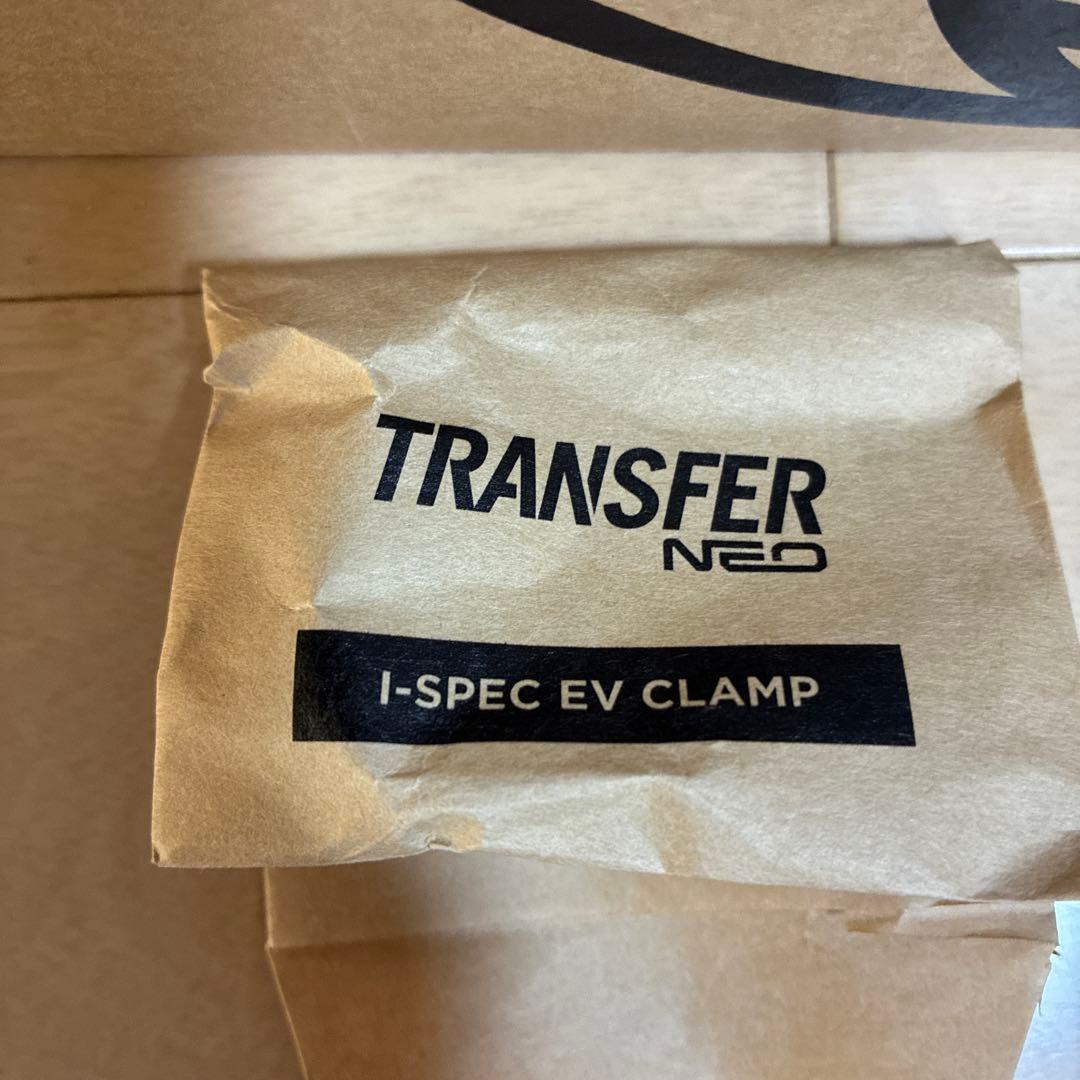 TRANSFER
NEO
I-SPEC EV CLAMP